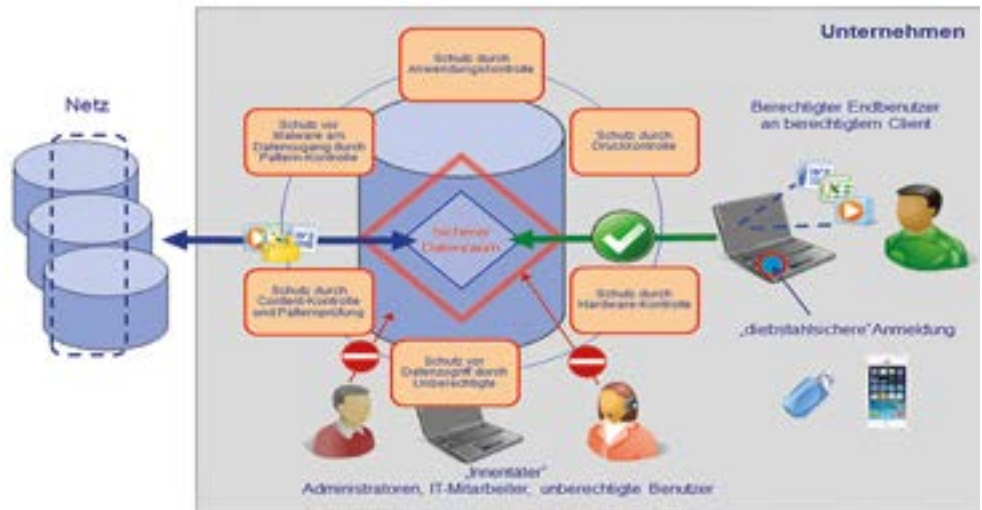 Unternehmen
Netz
Schutz durch
Anwendungskontrolle
Schutz vor
Malware am
Datenzugang durch
Pattern-Kontrolle
Schutz durch
Druckkontrolle
Berechtigter Endbenutzer
an berechtigtem Client
Sicherer
Datenraum
Schutz durch
Content-Kontrolle
und Patternprüfung
Schutz durch
Hardware-Kontrolle
„diebstahlsichere“ Anmeldung
Schutz vor
Datenzugriff durch
Unberechtigte
„Innentäter“
Administratoren, IT-Mitarbeiter, unberechtigte Benutzer